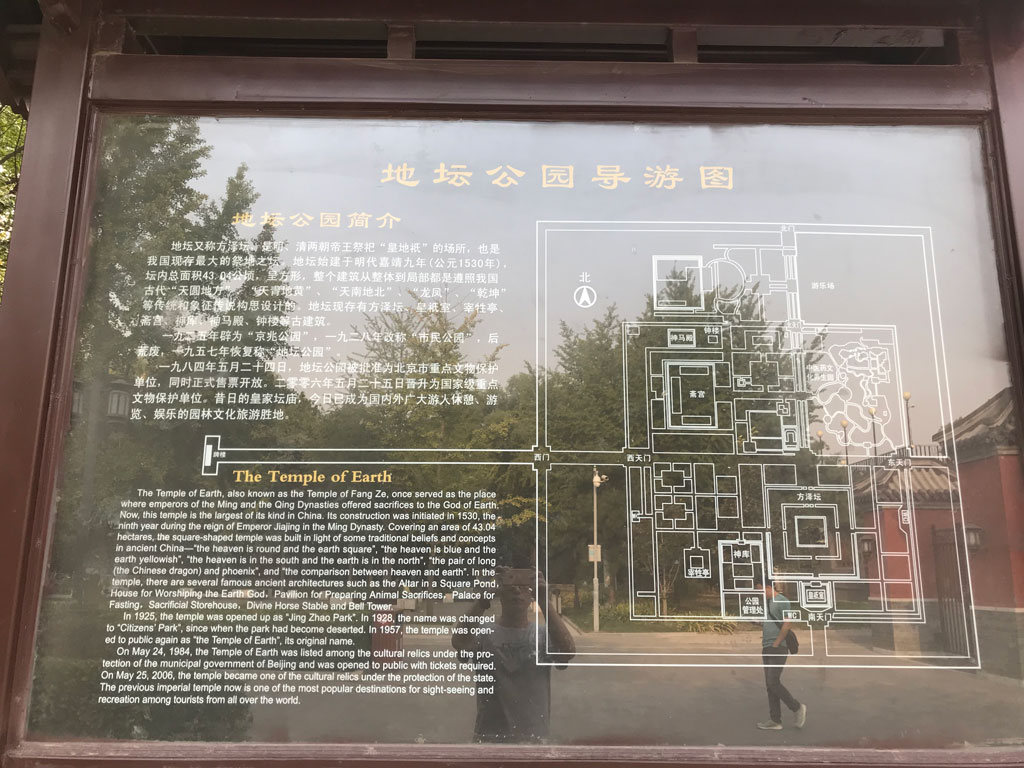 地坛公园导游图
地坛公园简介
地坛又称方泽坛，是明、清两朝帝王祭祀“皇地祇”的场所，也是
我国现存最大的祭地之坛。地坛始建于明代嘉靖九年（公元1530年），
坛内总面积43.04公顷，呈方形，整个建筑从整体到局部都是遵照我国
古代“天圆地方”、“天青地黄”、“天南地北”、“龙凤”、“乾坤”
等传统和象征传说构思设计的。地坛现存有方泽坛、皇祇室、宰牲亭、
斋宫、神库、神马殿、钟楼等古建筑。
一九二五年辟为“京兆公园”，一九二八年改称“市民公园”，后
荒废，一九五七年恢复称“地坛公园”。
一九八四年五月二十四日，地坛公园被批准为北京市重点文物保护
单位，同时正式售票开放。二零零六年五月二十五日晋升为国家级重点
文物保护单位。昔日的皇家坛庙，今日已成为国内外广大游人休憩、游
览、娱乐的园林文化旅游胜地。
The Temple of Earth
The Temple of Earth, also known as the Temple of Fang Ze, once served as the place
where emperors of the Ming and the Qing Dynasties offered sacrifices to the God of Earth.
Now, this temple is the largest of its kind in China. Its construction was initiated in 1530, the
ninth year during the reign of Emperor Jiajing in the Ming Dynasty. Covering an area of 43.04
hectares, the square-shaped temple was built in light of some traditional beliefs and concepts
in ancient China—“the heaven is round and the earth square”, “the heaven is blue and the
earth yellowish”, “the heaven is in the south and the earth is in the north”, “the pair of long
(the Chinese dragon) and phoenix”, and “the comparison between heaven and earth”. In the
temple, there are several famous ancient architectures such as the Altar in a Square Pond,
House for Worshiping the Earth God, Pavilion for Preparing Animal Sacrifices, Palace for
Fasting, Sacrificial Storehouse, Divine Horse Stable and Bell Tower.
In 1925, the temple was opened up as “Jing Zhao Park”. In 1928, the name was changed
to “Citizens’ Park”, since when the park had become deserted. In 1957, the temple was open-
ed to public again as “the Temple of Earth”, its original name.
On May 24, 1984, the Temple of Earth was listed among the cultural relics under the pro-
tection of the municipal government of Beijing and was opened to public with tickets required.
On May 25, 2006, the temple became one of the cultural relics under the protection of the state.
The previous imperial temple now is one of the most popular destinations for sight-seeing and
recreation among tourists from all over the world.
北
游乐场
钟楼
神马殿
斋宫
牌楼
西门
西天门
东天门
方泽坛
神库
宰牲亭
皇祇室
公园
管理处
WC
南天门